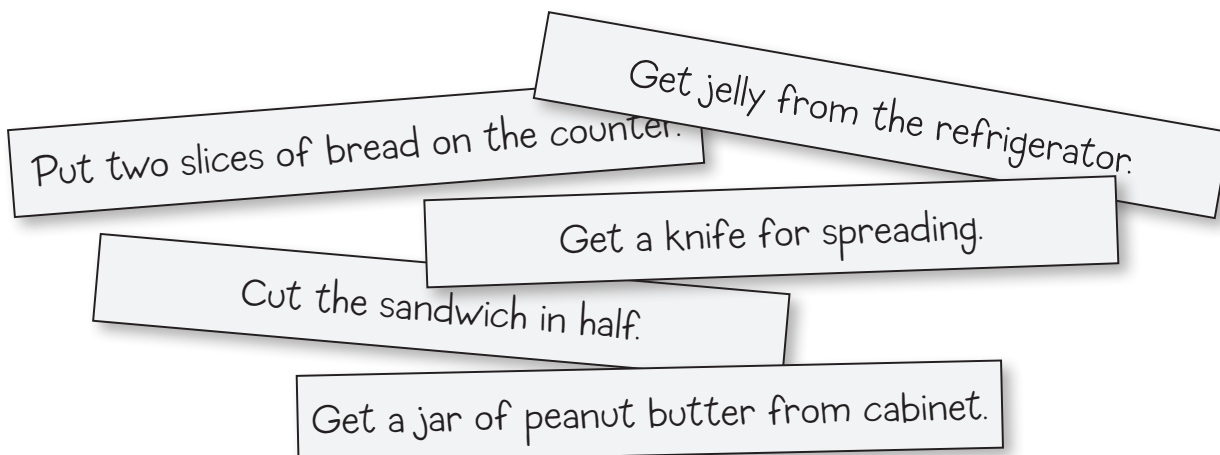 Get jelly from the refrigerator.
Put two slices of bread on the counter.
Get a knife for spreading.
Cut the sandwich in half.
Get a jar of peanut butter from cabinet.